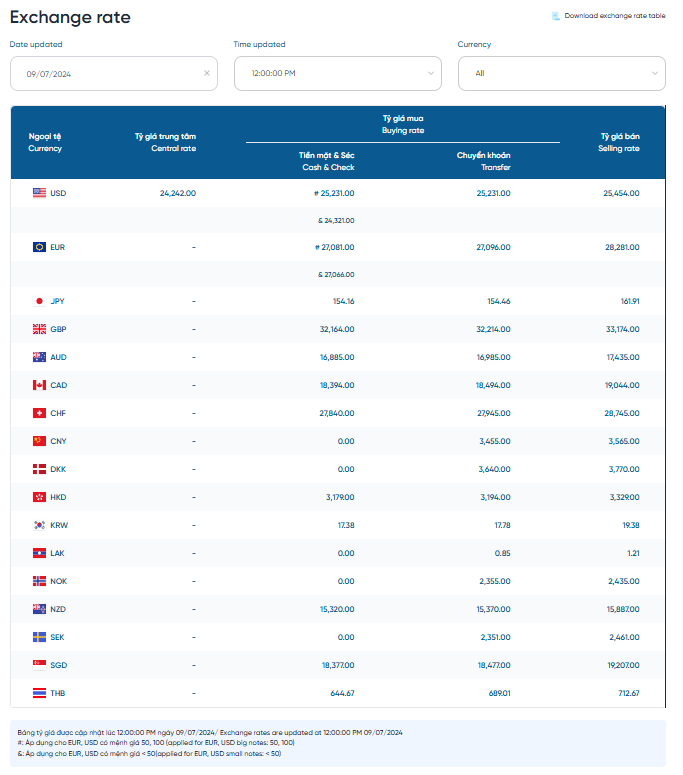 Exchange rate
Download exchange rate table
Date updated Time updated Currency
09/07/2024 12:00:00 PM All
Tỷ giá mua
Buying rate
Ngoại tệ Tỷ giá trung tâm Tỷ giá bán
Currency Central rate Selling rate
Tiền mặt & Séc Chuyển khoản
Cash & Check Transfer
USD 24,242.00 # 25,231.00 25,231.00 25,454.00
& 24,321.00
EUR - # 27,081.00 27,096.00 28,281.00
& 27,066.00
JPY - 154.16 154.46 161.91
GBP - 32,164.00 32,214.00 33,174.00
AUD - 16,885.00 16,985.00 17,435.00
CAD - 18,394.00 18,494.00 19,044.00
CHF - 27,840.00 27,945.00 28,745.00
CNY - 0.00 3,455.00 3,565.00
DKK - 0.00 3,640.00 3,770.00
HKD - 3,179.00 3,194.00 3,329.00
KRW - 17.38 17.78 19.38
LAK - 0.00 0.85 1.21
NOK - 0.00 2,355.00 2,435.00
NZD - 15,320.00 15,370.00 15,887.00
SEK - 0.00 2,351.00 2,461.00
SGD - 18,377.00 18,477.00 19,207.00
THB - 644.67 689.01 712.67
Bảng tỷ giá được cập nhật lúc 12:00:00 PM ngày 09/07/2024/ Exchange rates are updated at 12:00:00 PM 09/07/2024
#: Áp dụng cho EUR, USD có mệnh giá 50, 100 (applied for EUR, USD big notes: 50, 100)
&: Áp dụng cho EUR, USD có mệnh giá < 50(applied for EUR, USD small notes: < 50)